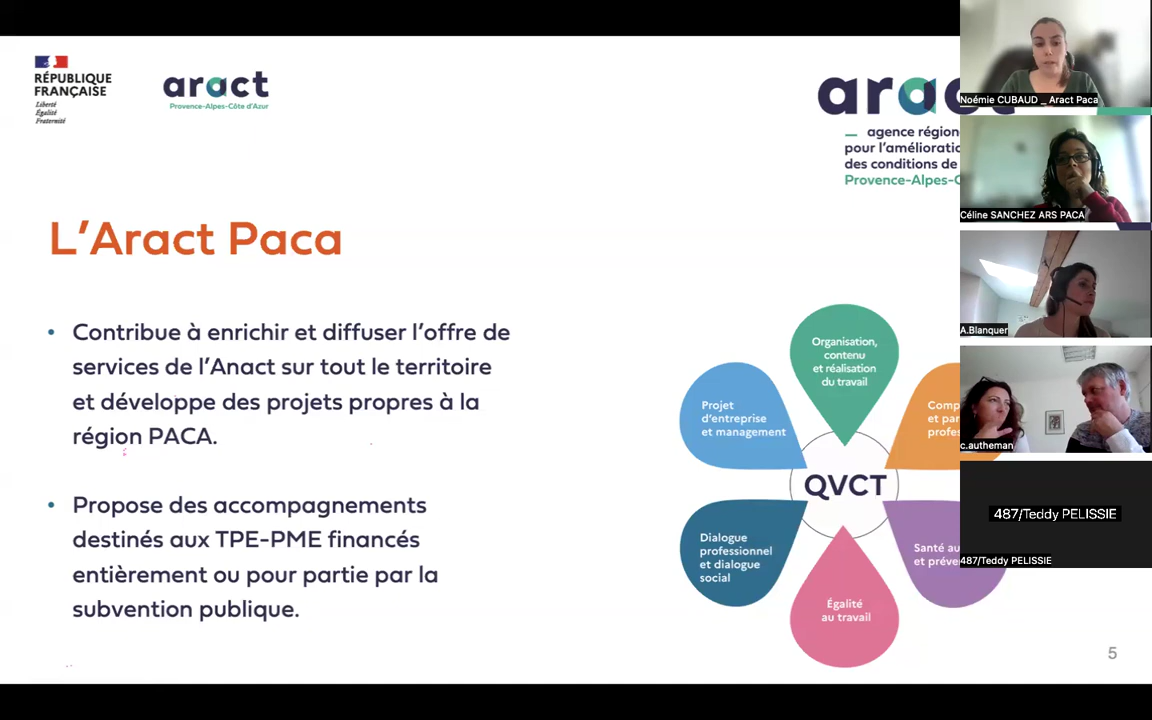 RÉPUBLIQUE
FRANÇAISE
Liberté
Égalité
Fraternité
aract
Provence-Alpes-Côte d'Azur
agence région
pour l'amélioratio
des conditions de
Provence-Alpes-C
L'Aract Paca
• Contribue à enrichir et diffuser l'offre de
services de l'Anact sur tout le territoire
et développe des projets propres à la
région PACA.
• Propose des accompagnements
destinés aux TPE-PME financés
entièrement ou pour partie par la
subvention publique.
Organisation,
contenu
et réalisation
du travail
Projet
d'entreprise
et management
Comp
et par
profes
QVCT
Dialogue
professionnel
et dialogue
social
Santé au
et préve
Égalité
au travail
5
Noémie CUBAUD _ Aract Paca
Céline SANCHEZ ARS PACA
A.Blanquer
c.autheman
487/Teddy PELISSIE
487/Teddy PELISSIE